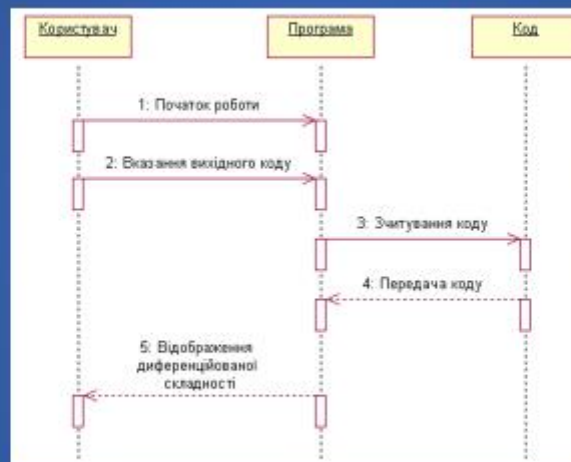 Користувач
Програма
Код
1: Початок роботи
2: Вказання вихідного коду
3: Зчитування коду
4: Передача коду
5: Відображення
диференційованої
складності